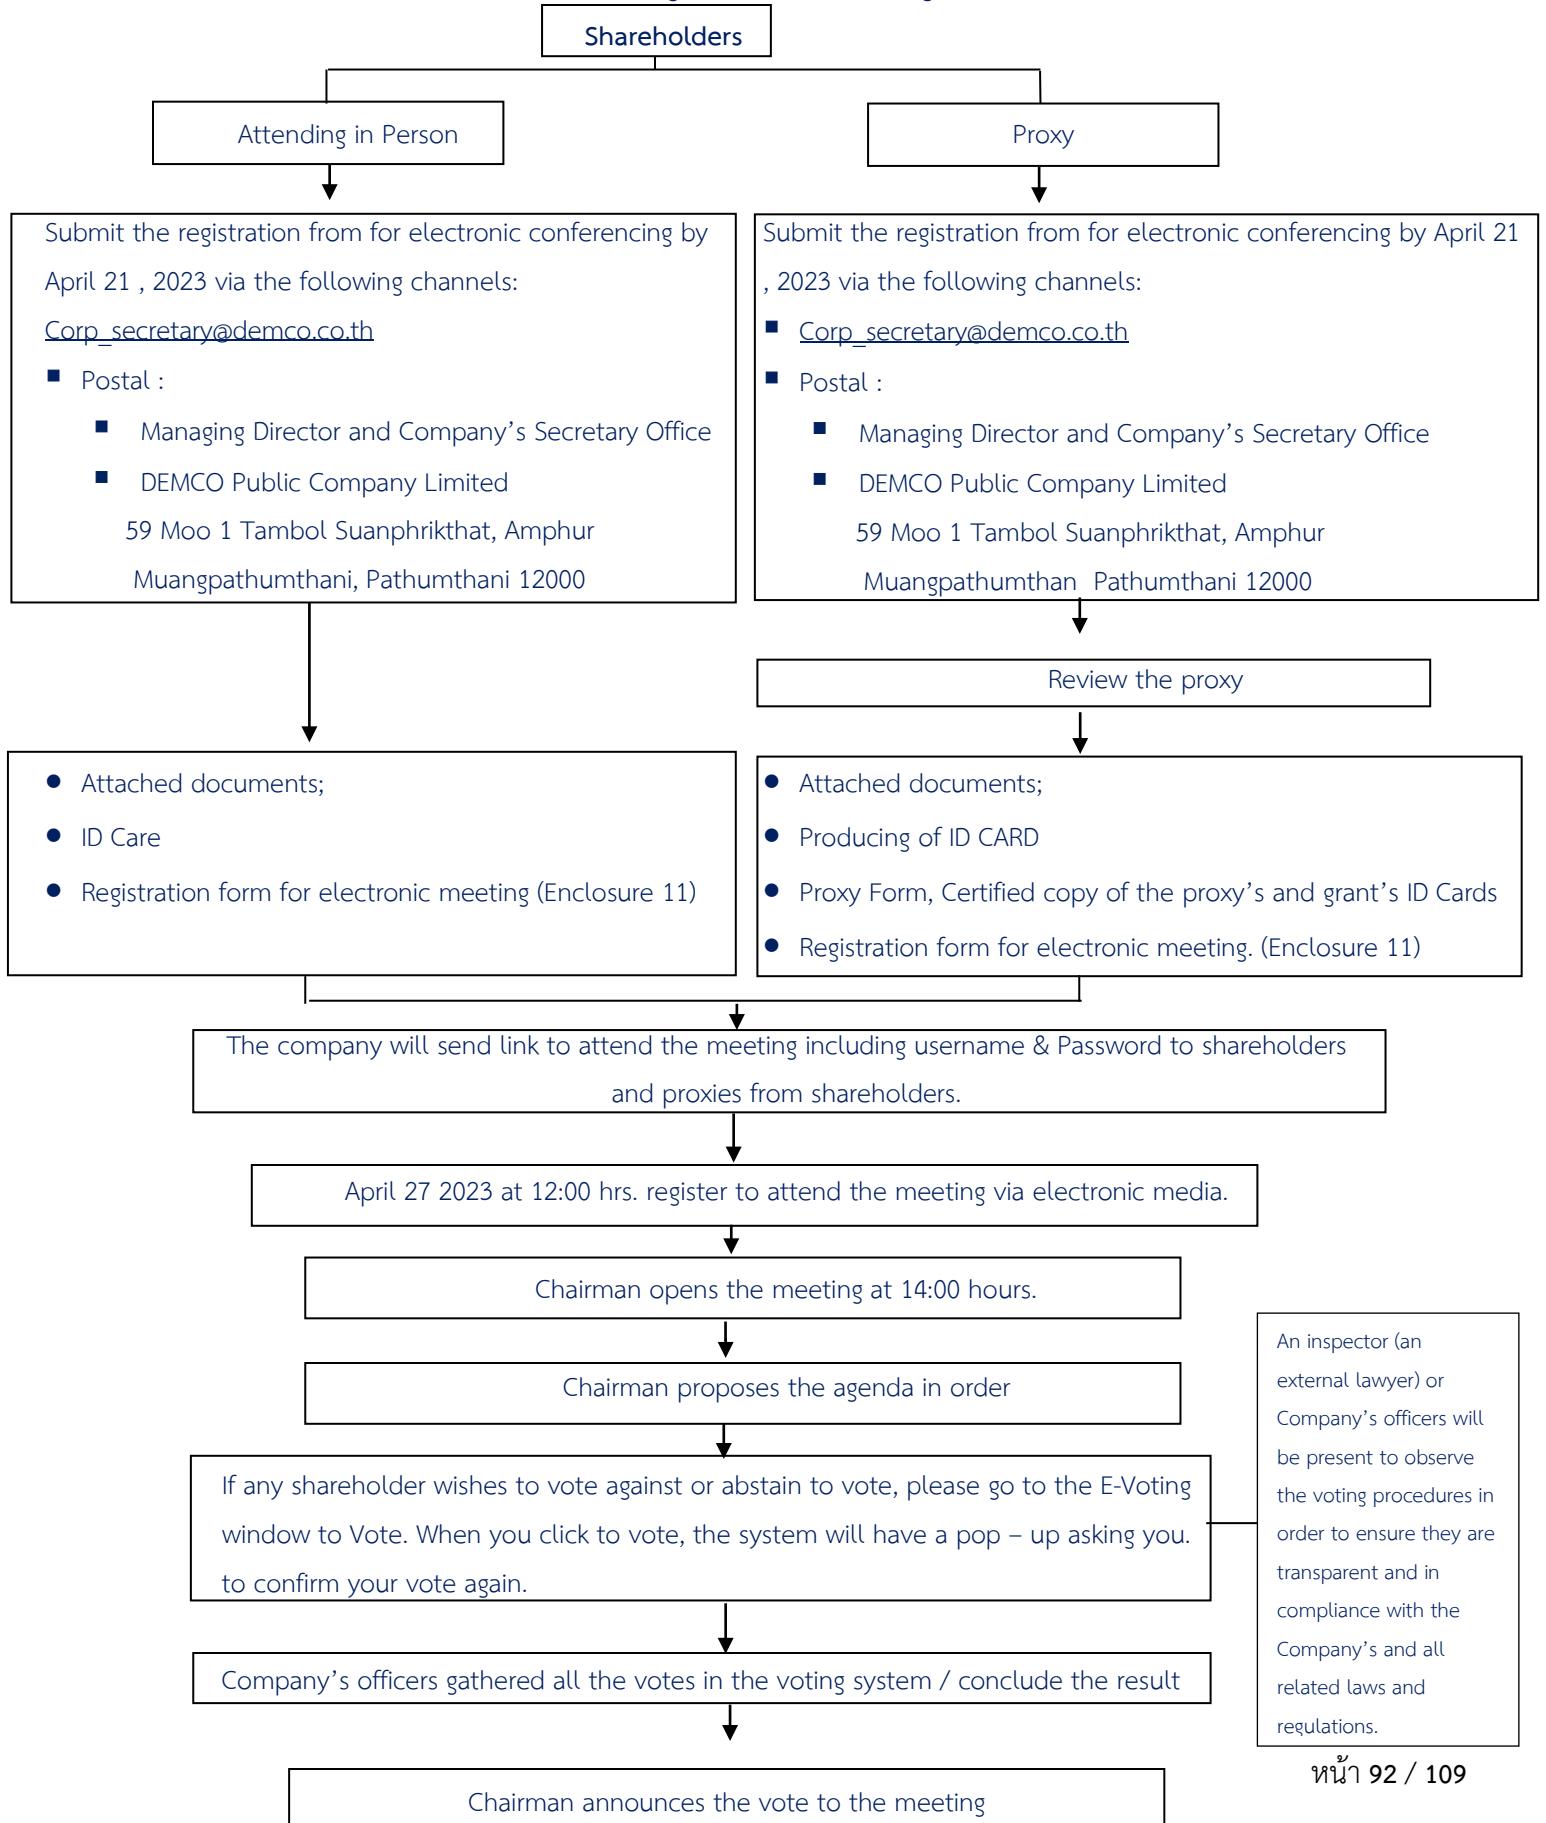 Shareholders
Attending in Person
Proxy
Submit the registration from for electronic conferencing by
April 21 , 2023 via the following channels:
Corp_secretary@demco.co.th
■ Postal :
■ Managing Director and Company's Secretary Office
■ DEMCO Public Company Limited
59 Moo 1 Tambol Suanphrikthat, Amphur
Muangpathumthani, Pathumthani 12000
Submit the registration from for electronic conferencing by April 21
, 2023 via the following channels:
■ Corp_secretary@demco.co.th
■ Postal :
■ Managing Director and Company's Secretary Office
■ DEMCO Public Company Limited
59 Moo 1 Tambol Suanphrikthat, Amphur
Muangpathumthan Pathumthani 12000
Review the proxy
● Attached documents;
● ID Care
● Registration form for electronic meeting (Enclosure 11)
● Attached documents;
● Producing of ID CARD
● Proxy Form, Certified copy of the proxy's and grant's ID Cards
● Registration form for electronic meeting. (Enclosure 11)
The company will send link to attend the meeting including username & Password to shareholders
and proxies from shareholders.
April 27 2023 at 12:00 hrs. register to attend the meeting via electronic media.
Chairman opens the meeting at 14:00 hours.
Chairman proposes the agenda in order
If any shareholder wishes to vote against or abstain to vote, please go to the E-Voting
window to Vote. When you click to vote, the system will have a pop – up asking you.
to confirm your vote again.
An inspector (an
external lawyer) or
Company's officers will
be present to observe
the voting procedures in
order to ensure they are
transparent and in
compliance with the
Company's and all
related laws and
regulations.
Company's officers gathered all the votes in the voting system / conclude the result
Chairman announces the vote to the meeting
หน้า 92 / 109